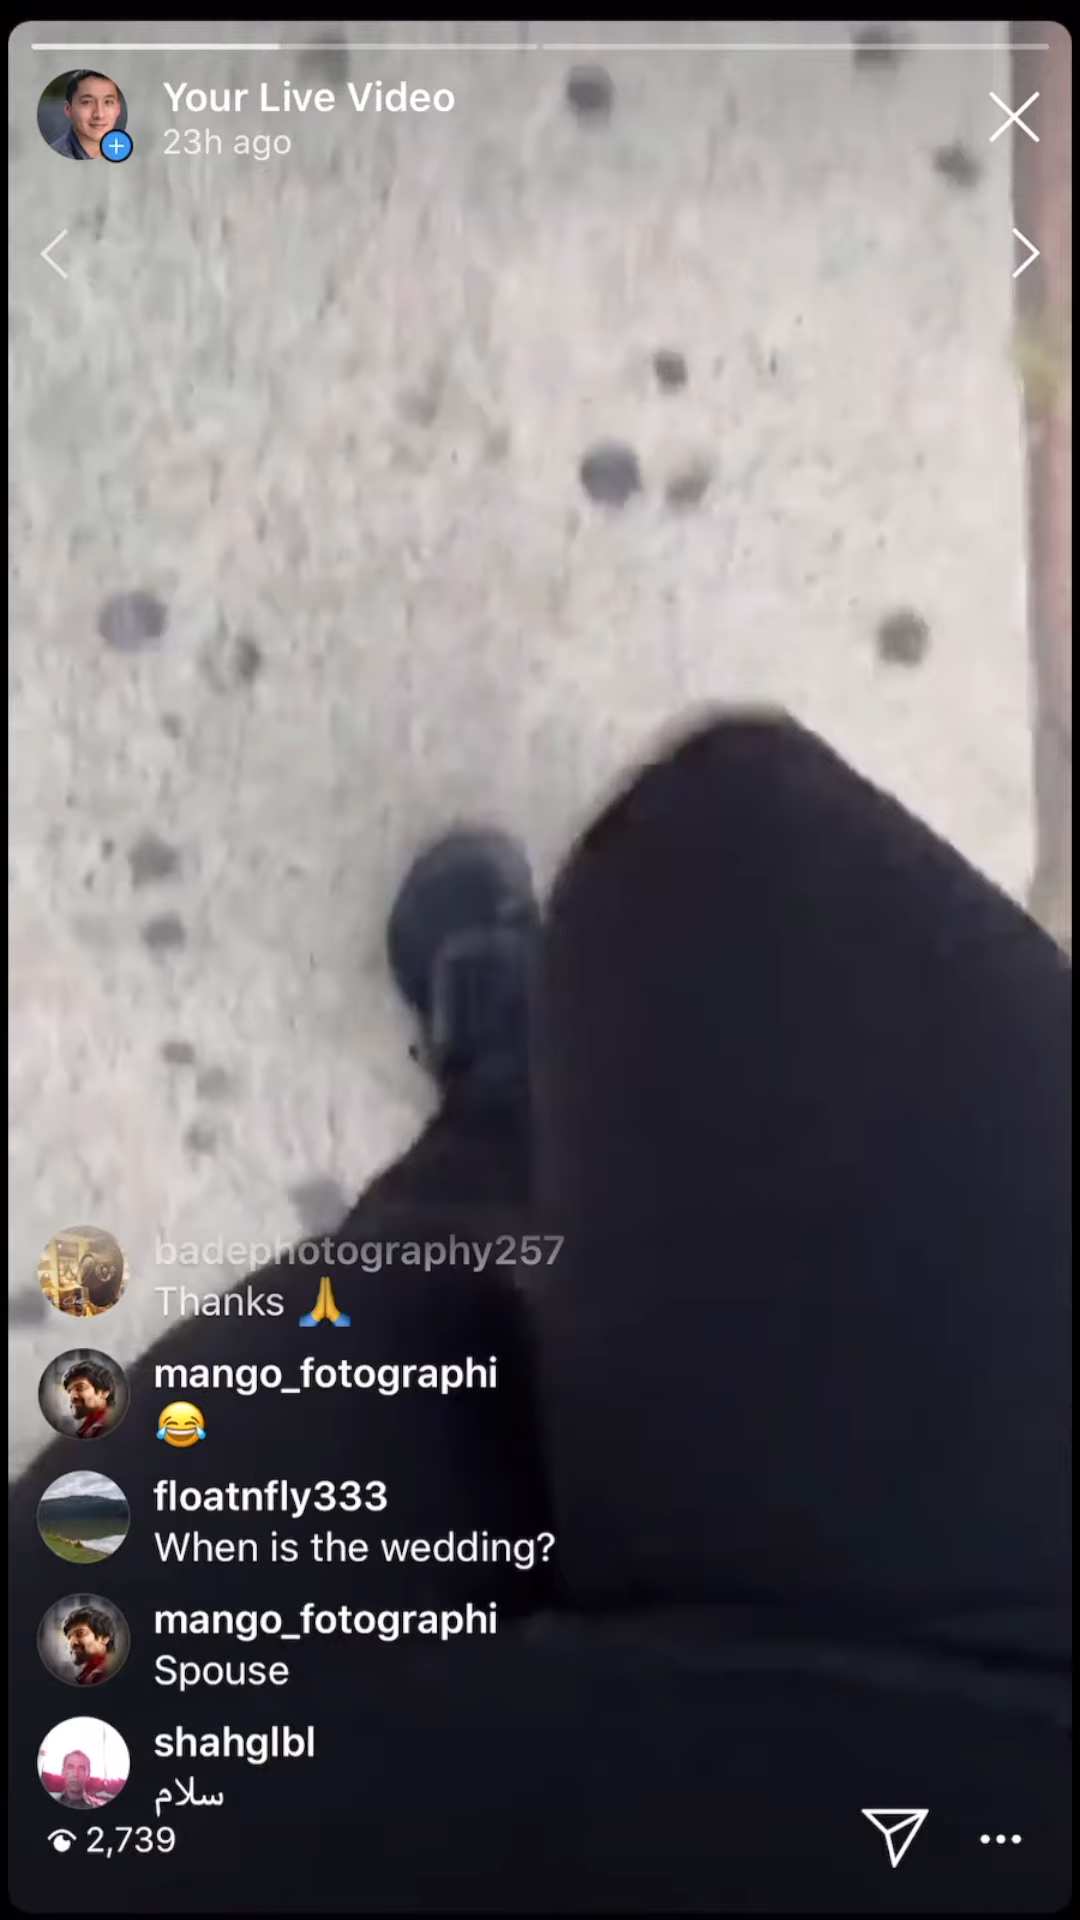 Your Live Video
23h ago
badephotography257
Thanks 🙏
mango_fotographi
😂
floatnfly333
When is the wedding?
mango_fotographi
Spouse
shahglbl
سلام
2,739